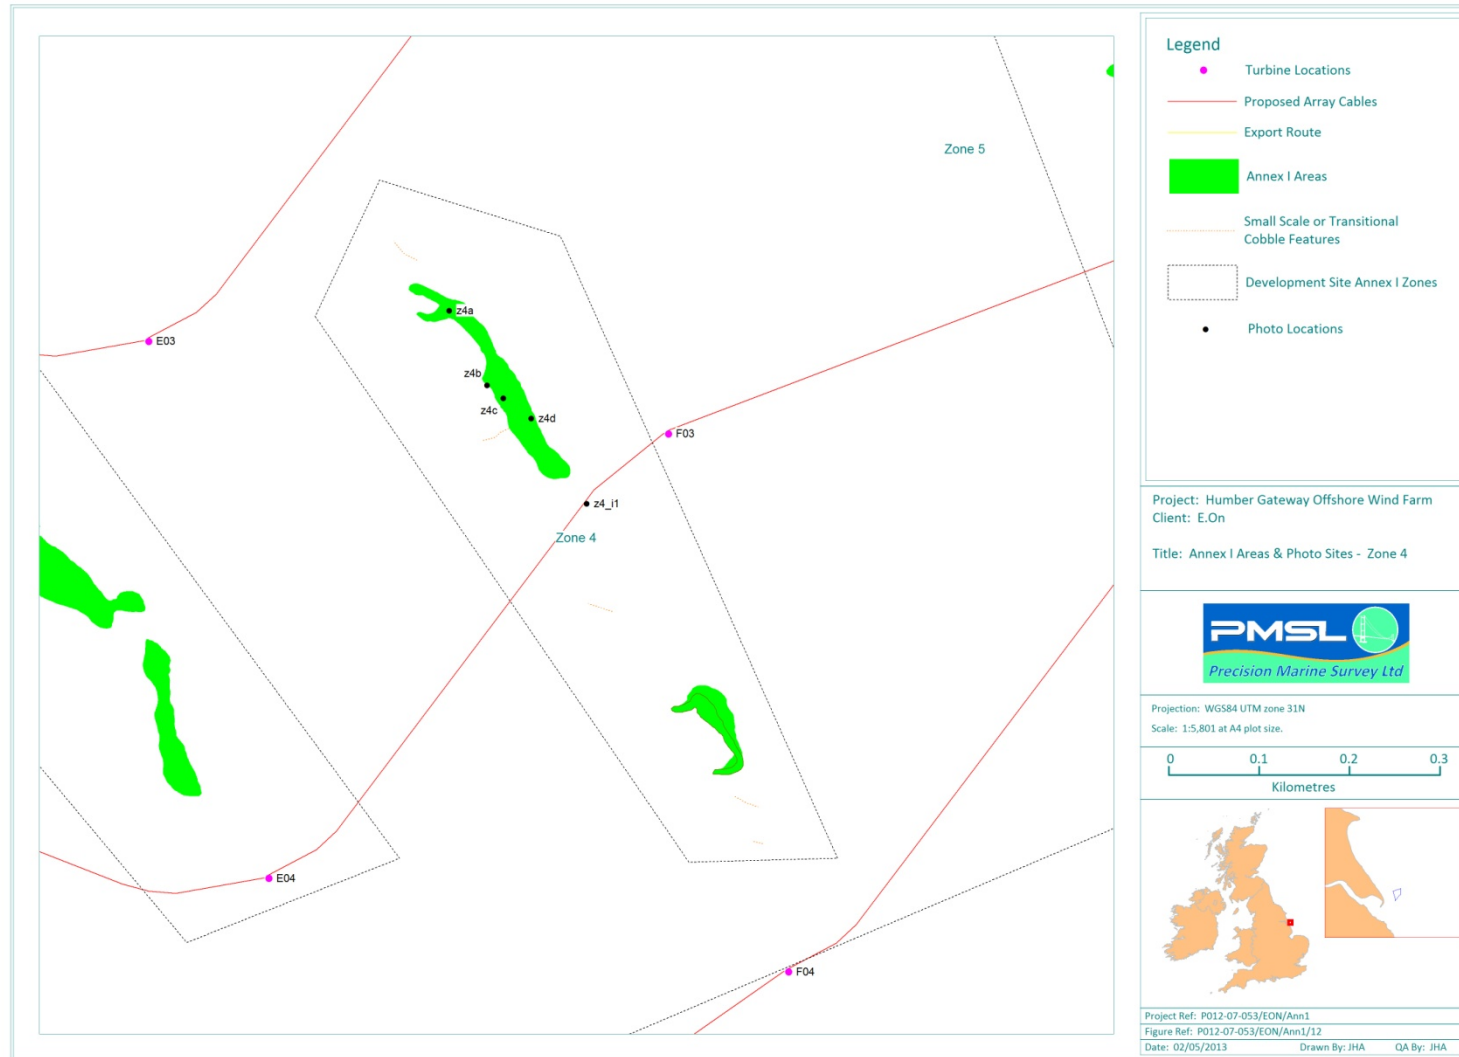 Zone 5
z4a
E03
z4b
z4c
z4d
F03
z4_i1
Zone 4
E04
F04
Legend
Turbine Locations
Proposed Array Cables
Export Route
Annex I Areas
Small Scale or Transitional
Cobble Features
Development Site Annex I Zones
Photo Locations
Project: Humber Gateway Offshore Wind Farm
Client: E.On
Title: Annex I Areas & Photo Sites - Zone 4
PMSL
Precision Marine Survey Ltd
Projection: WGS84 UTM zone 31N
Scale: 1:5,801 at A4 plot size.
0 0.1 0.2 0.3
Kilometres
Project Ref: P012-07-053/EON/Ann1
Figure Ref: P012-07-053/EON/Ann1/12
Date: 02/05/2013 Drawn By: JHA QA By: JHA